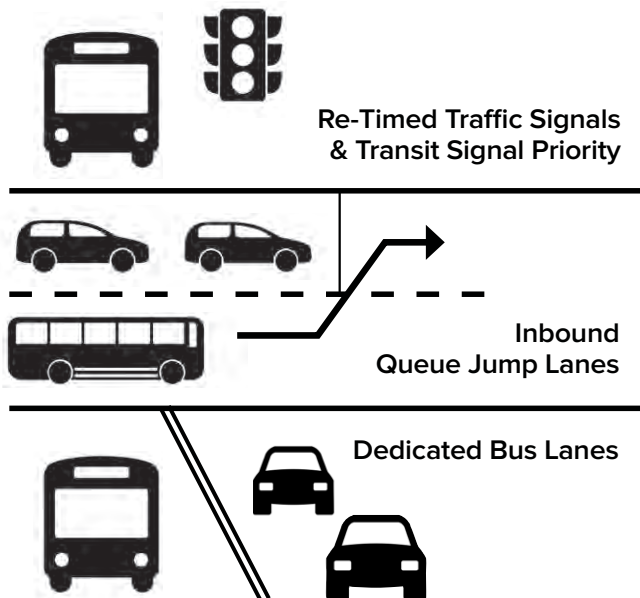 Re-Timed Traffic Signals
& Transit Signal Priority
Inbound
Queue Jump Lanes
Dedicated Bus Lanes